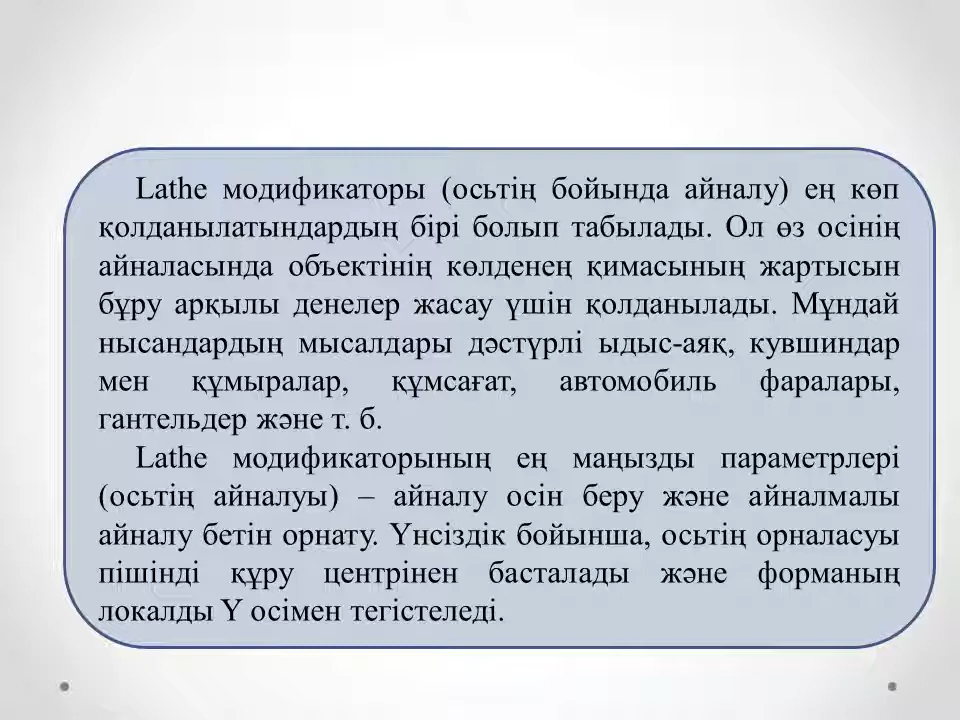 Lathe модификаторы (осьтің бойында айналу) ең көп
қолданылатындардың бірі болып табылады. Ол өз осінің
айналасында объектінің көлденең қимасының жартысын
бұру арқылы денелер жасау үшін қолданылады. Мұндай
нысандардың мысалдары дәстүрлі ыдыс-аяқ, кувшиндар
мен құмыралар, құмсағат, автомобиль фаралары,
гантельдер және т. б.
Lathe модификаторының ең маңызды параметрлері
(осьтің айналуы) – айналу осін беру және айналмалы
айналу бетін орнату. Үнсіздік бойынша, осьтің орналасуы
пішінді құру центрінен басталады және форманың
локалды Y осімен тегістеледі.